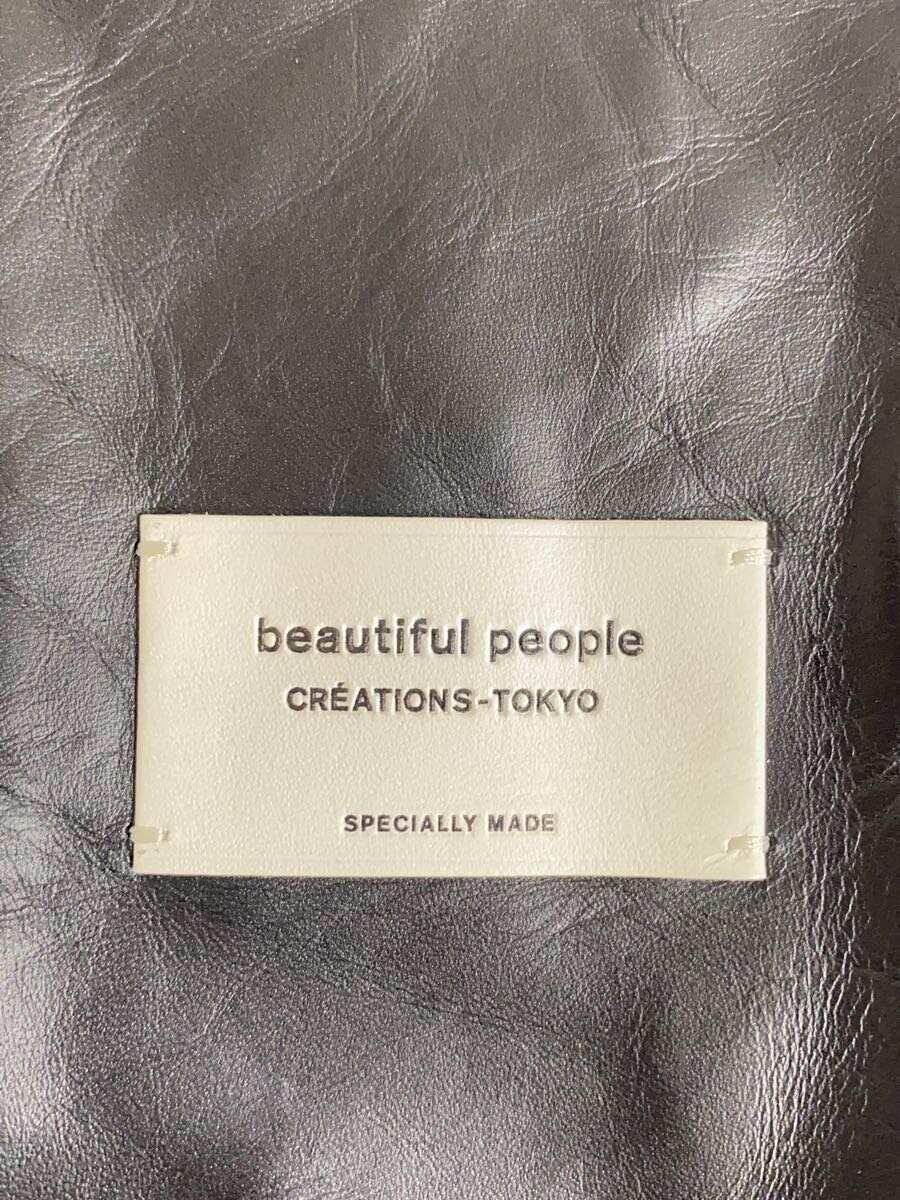 beautiful people
CRÉATIONS-TOKYO
SPECIALLY MADE